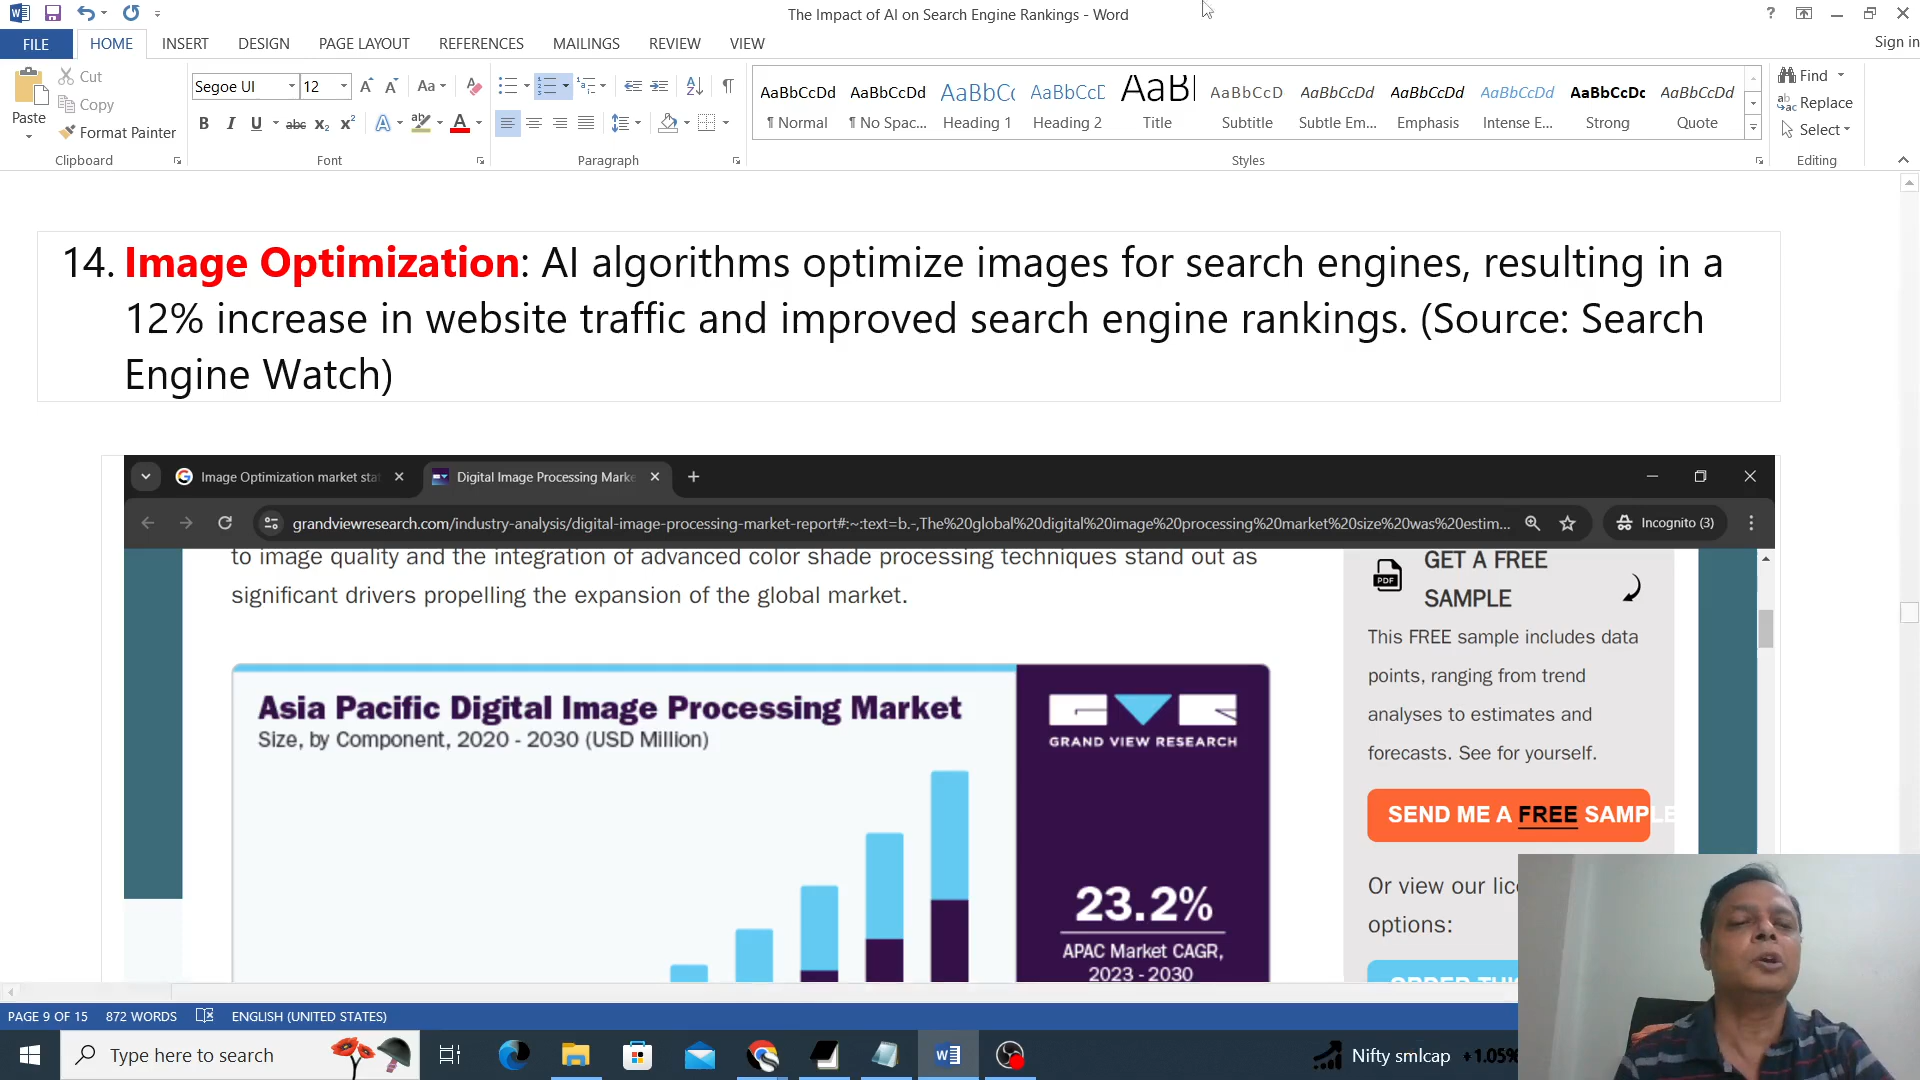 The Impact of AI on Search Engine Rankings - Word
?
Sign in
FILE HOME INSERT DESIGN PAGE LAYOUT REFERENCES MAILINGS REVIEW VIEW
Paste
Cut
Copy
Format Painter
Clipboard
Segoe UI 12
Aa
B I U abc x₂ x²
Font
Paragraph
AaBbCcDd AaBbCcDd AaBbCc AaBbCcD AaBl AaBbCcD AaBbCcDd AaBbCcDd AaBbCcDd AaBbCcDc AaBbCcDd
¶ Normal ¶ No Spac... Heading 1 Heading 2 Title Subtitle Subtle Em... Emphasis Intense E... Strong Quote
Styles
Find
Replace
Select
Editing
14. Image Optimization: AI algorithms optimize images for search engines, resulting in a
12% increase in website traffic and improved search engine rankings. (Source: Search
Engine Watch)
Image Optimization market sta
Digital Image Processing Marke
grandviewresearch.com/industry-analysis/digital-image-processing-market-report#:~:text=b.-,The%20global%20digital%20image%20processing%20market%20size%20was%20estim...
Incognito (3)
to image quality and the integration of advanced color shade processing techniques stand out as
significant drivers propelling the expansion of the global market.
Asia Pacific Digital Image Processing Market
Size, by Component, 2020 - 2030 (USD Million)
GRAND VIEW RESEARCH
23.2%
APAC Market CAGR,
2023 - 2030
PDF
GET A FREE
SAMPLE
This FREE sample includes data
points, ranging from trend
analyses to estimates and
forecasts. See for yourself.
SEND ME A FREE SAMPLE
Or view our lic
options:
PAGE 9 OF 15 872 WORDS ENGLISH (UNITED STATES)
Type here to search
Nifty smlcap +1.05%